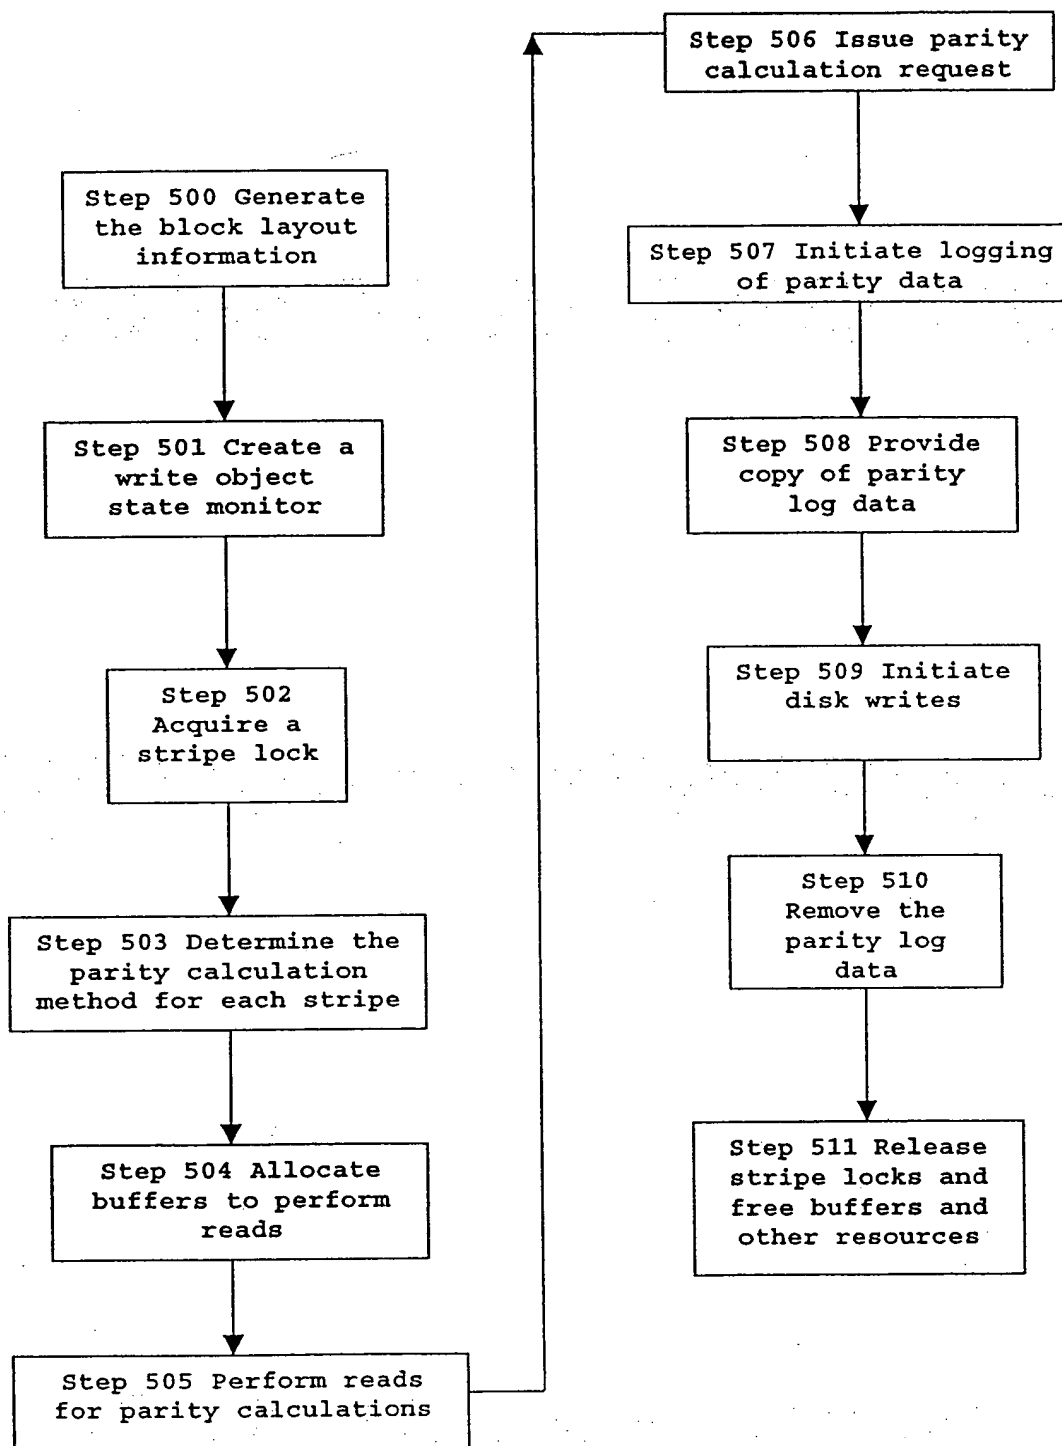 Step 500 Generate
the block layout
information
Step 501 Create a
write object
state monitor
Step 502
Acquire a
stripe lock
Step 503 Determine the
parity calculation
method for each stripe
Step 504 Allocate
buffers to perform
reads
Step 505 Perform reads
for parity calculations
Step 506 Issue parity
calculation request
Step 507 Initiate logging
of parity data
Step 508 Provide
copy of parity
log data
Step 509 Initiate
disk writes
Step 510
Remove the
parity log
data
Step 511 Release
stripe locks and
free buffers and
other resources